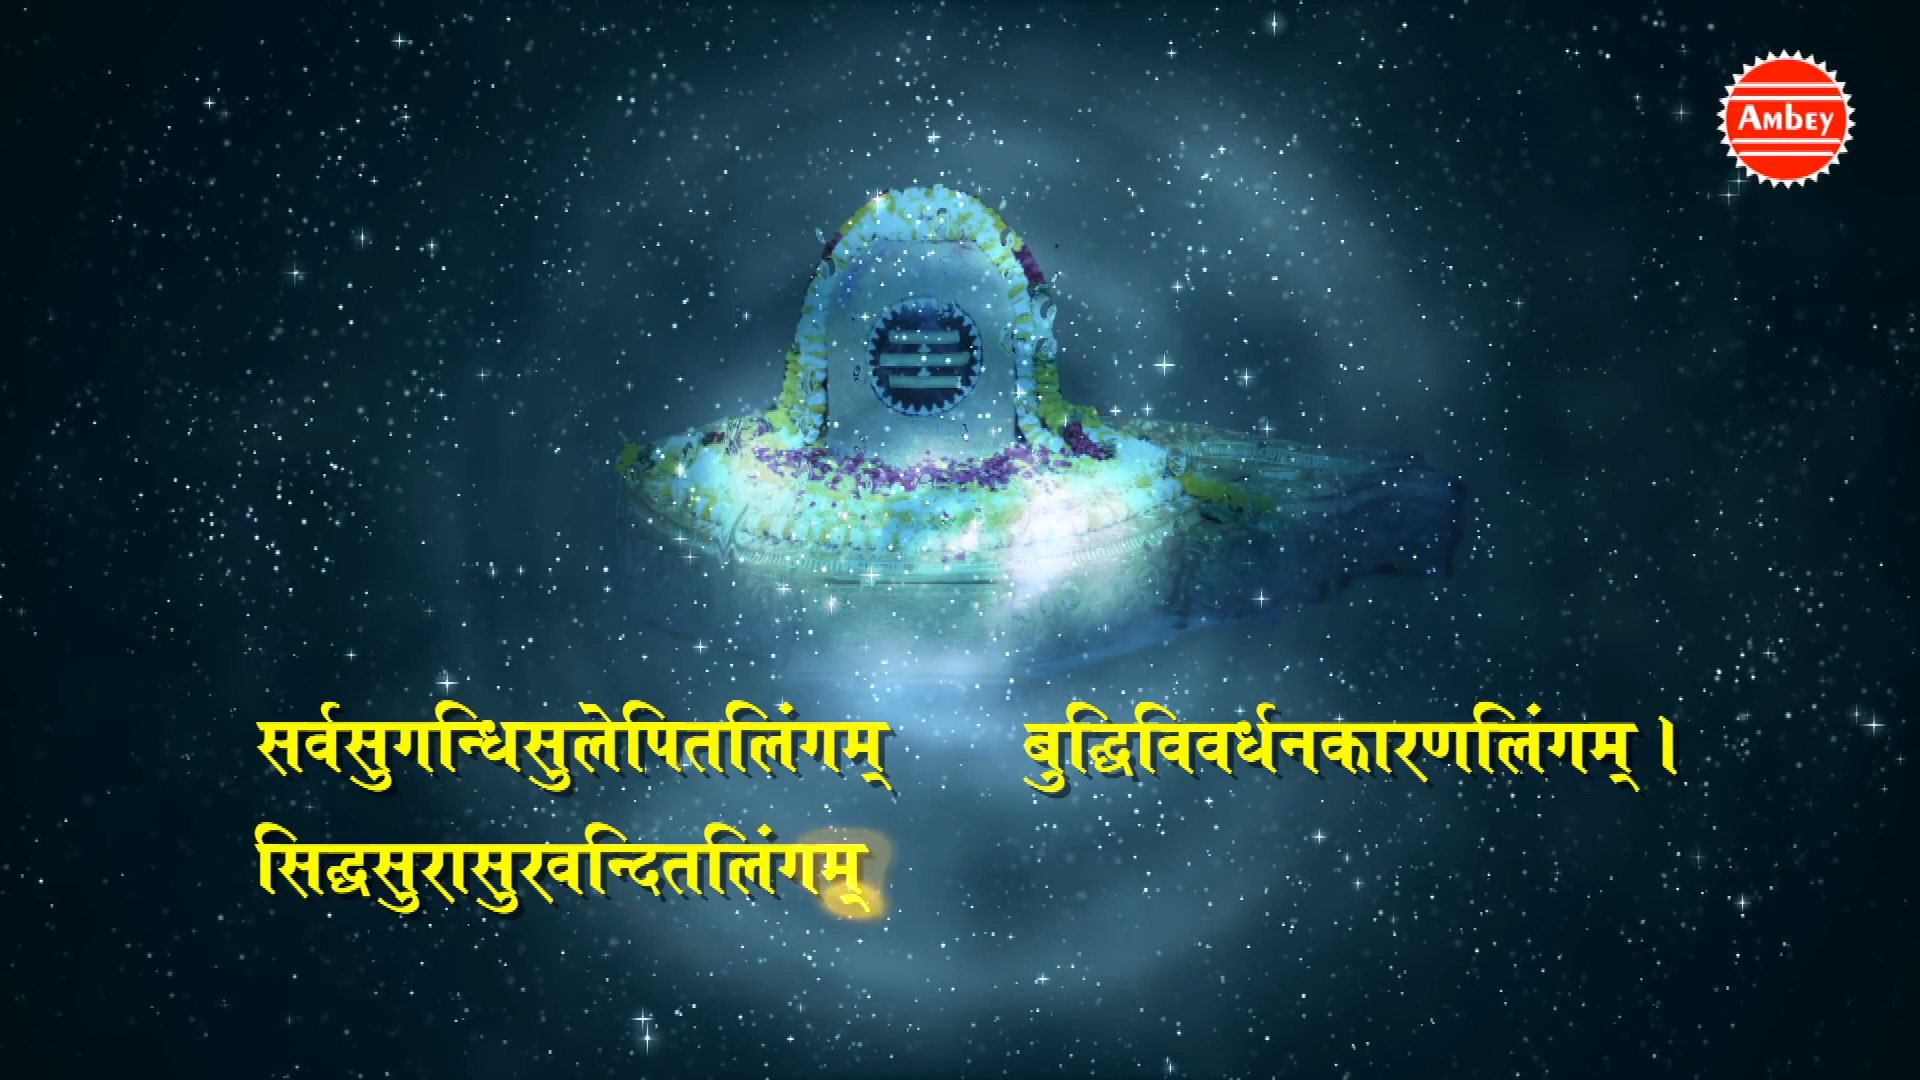 AMBEY
सर्वसुगन्धिसुलेपितलिंगम् बुद्धिविवर्धनकारणलिंगम् ।
सिद्धसुरासुरवन्दितलिंगम्